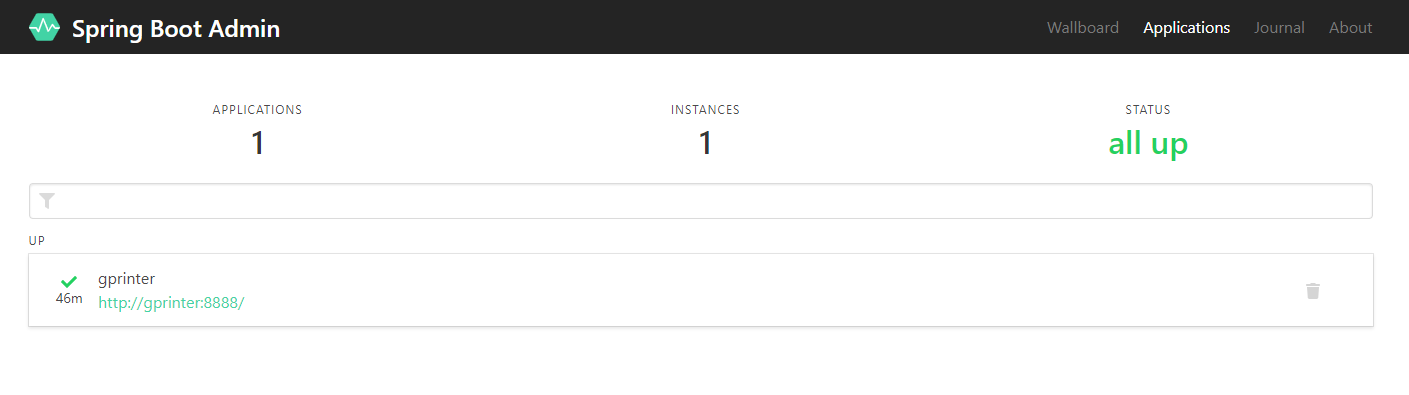 Spring Boot Admin
Wallboard Applications Journal About
APPLICATIONS INSTANCES STATUS
1 1 all up
UP
gprinter
46m http://gprinter:8888/